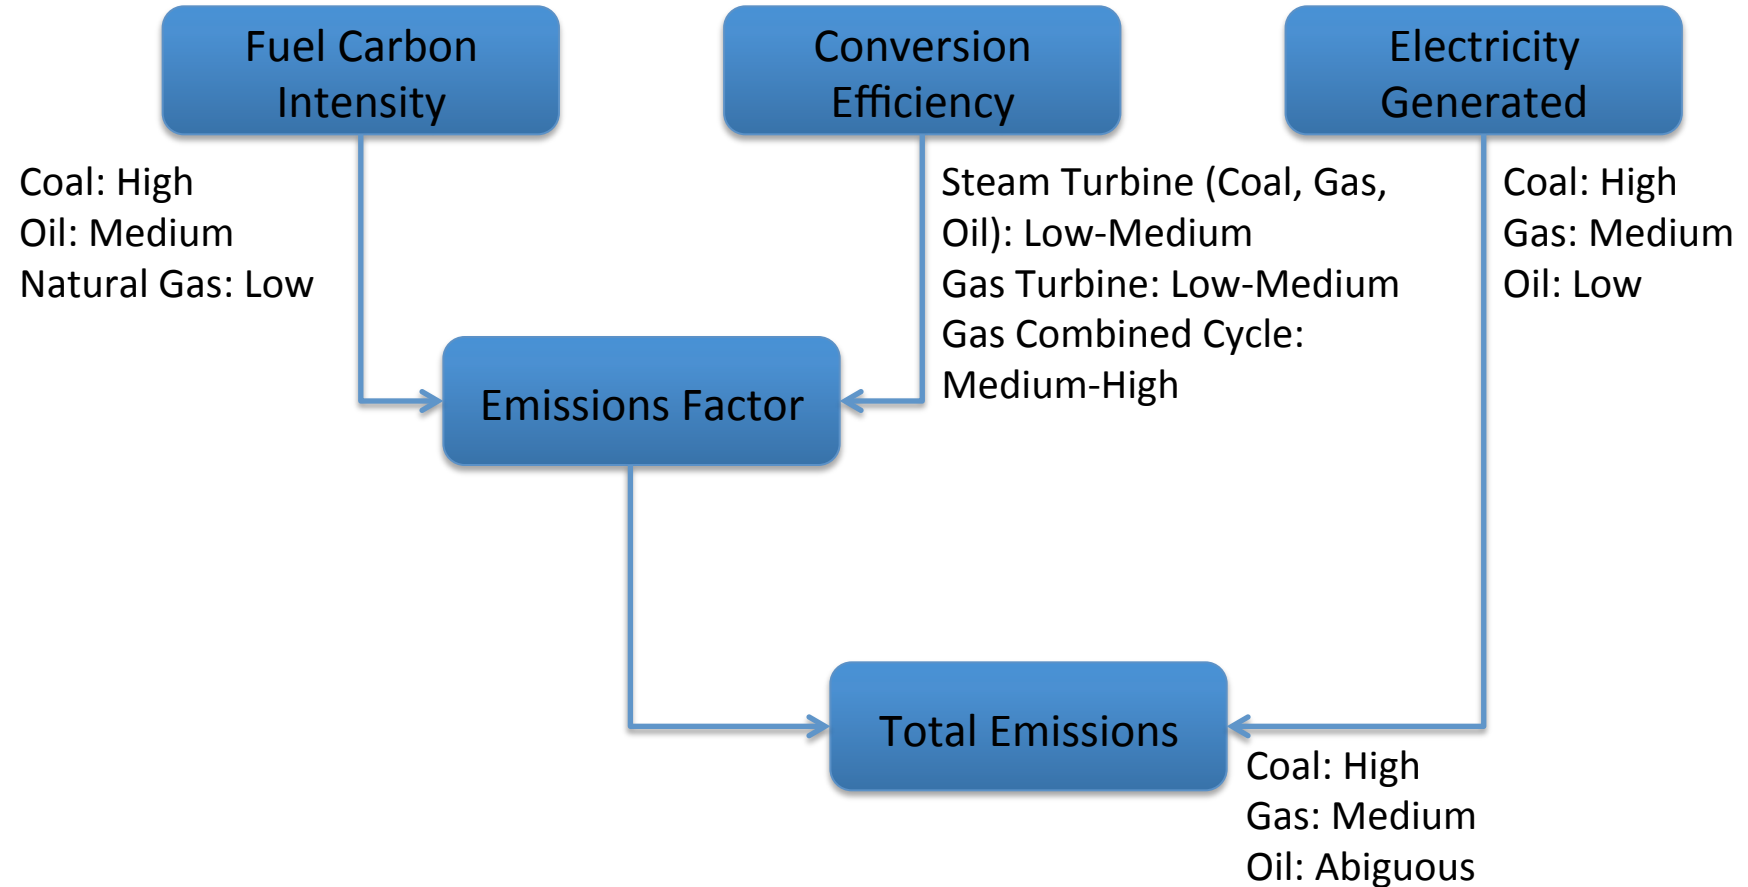 Fuel Carbon
Intensity
Conversion
Efficiency
Electricity
Generated
Coal: High
Oil: Medium
Natural Gas: Low
Steam Turbine (Coal, Gas,
Oil): Low-Medium
Gas Turbine: Low-Medium
Gas Combined Cycle:
Medium-High
Coal: High
Gas: Medium
Oil: Low
Emissions Factor
Total Emissions
Coal: High
Gas: Medium
Oil: Abiguous